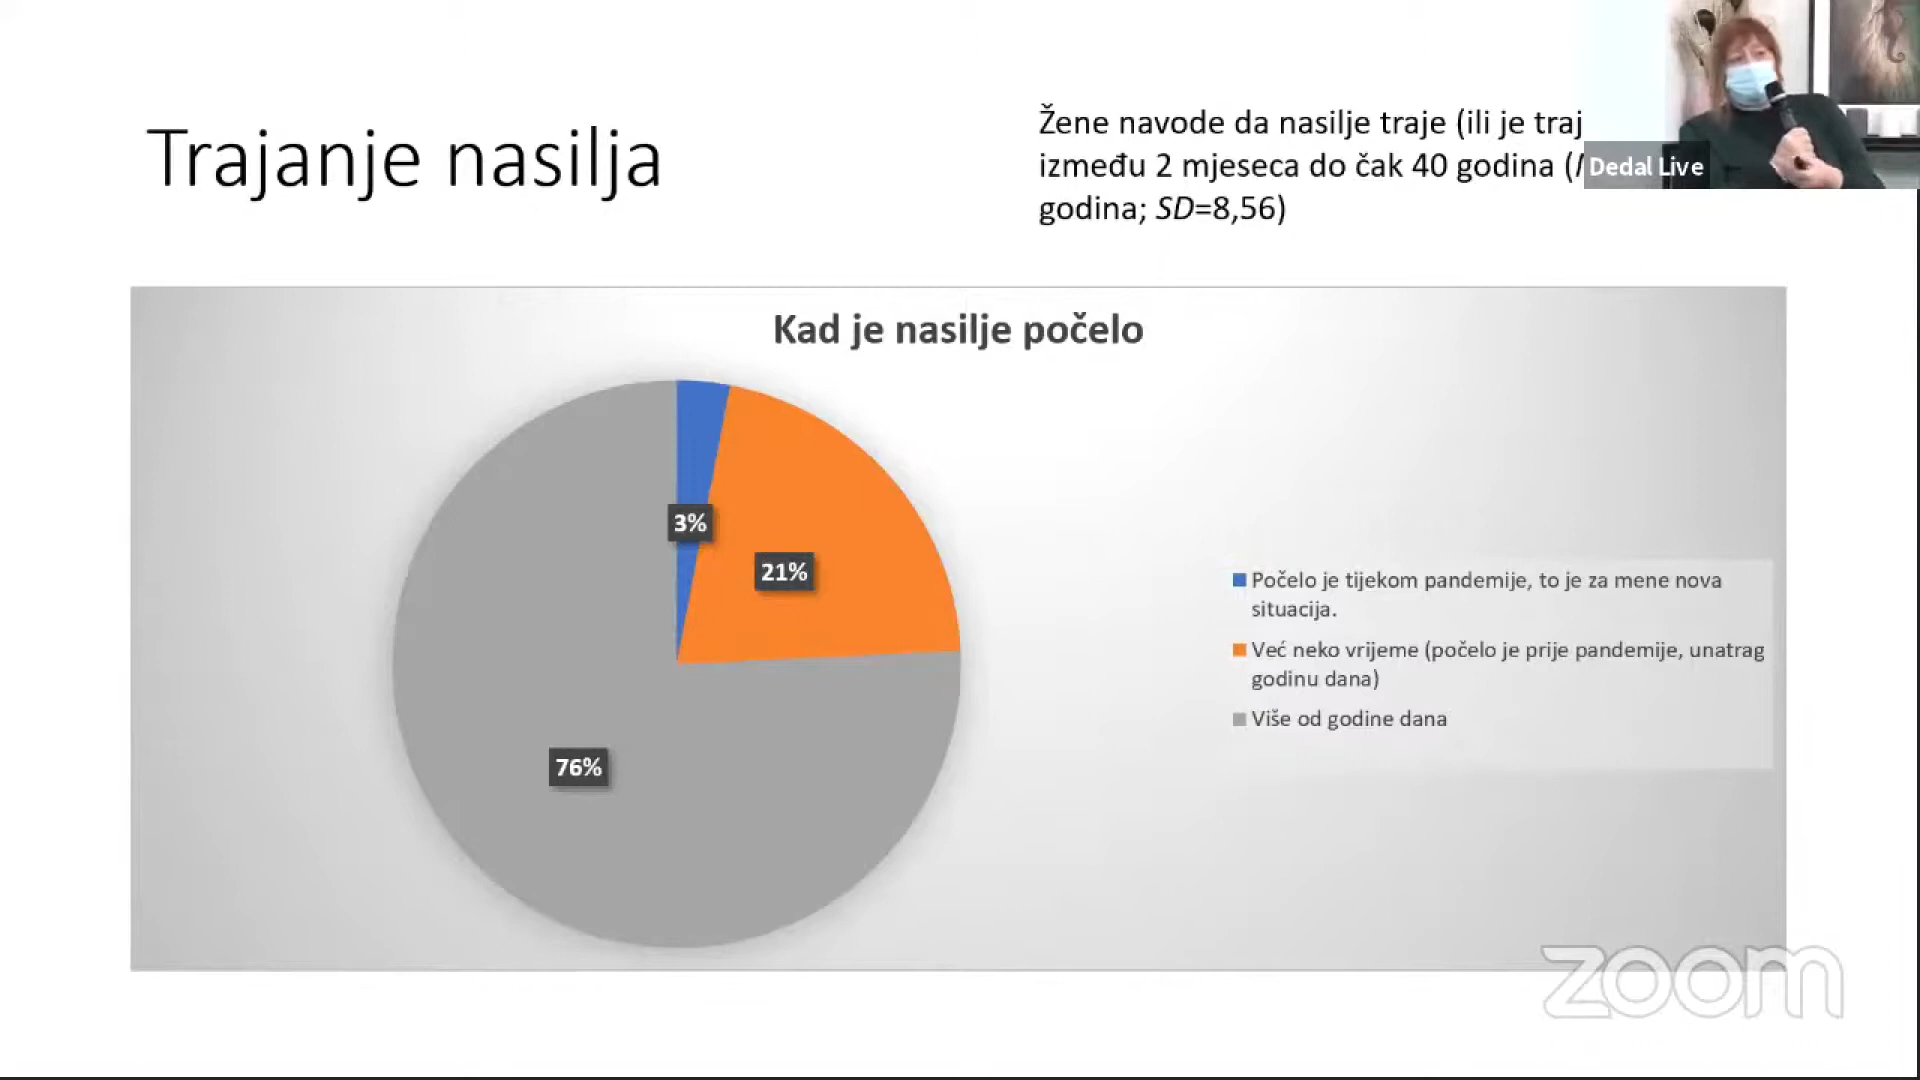 Trajanje nasilja
Žene navode da nasilje traje (ili je traj
između 2 mjeseca do čak 40 godina (
godina; SD=8,56)
Dedal Live
Kad je nasilje počelo
3%
21%
76%
Počelo je tijekom pandemije, to je za mene nova
situacija.
Već neko vrijeme (počelo je prije pandemije, unatrag
godinu dana)
Više od godine dana
zoom